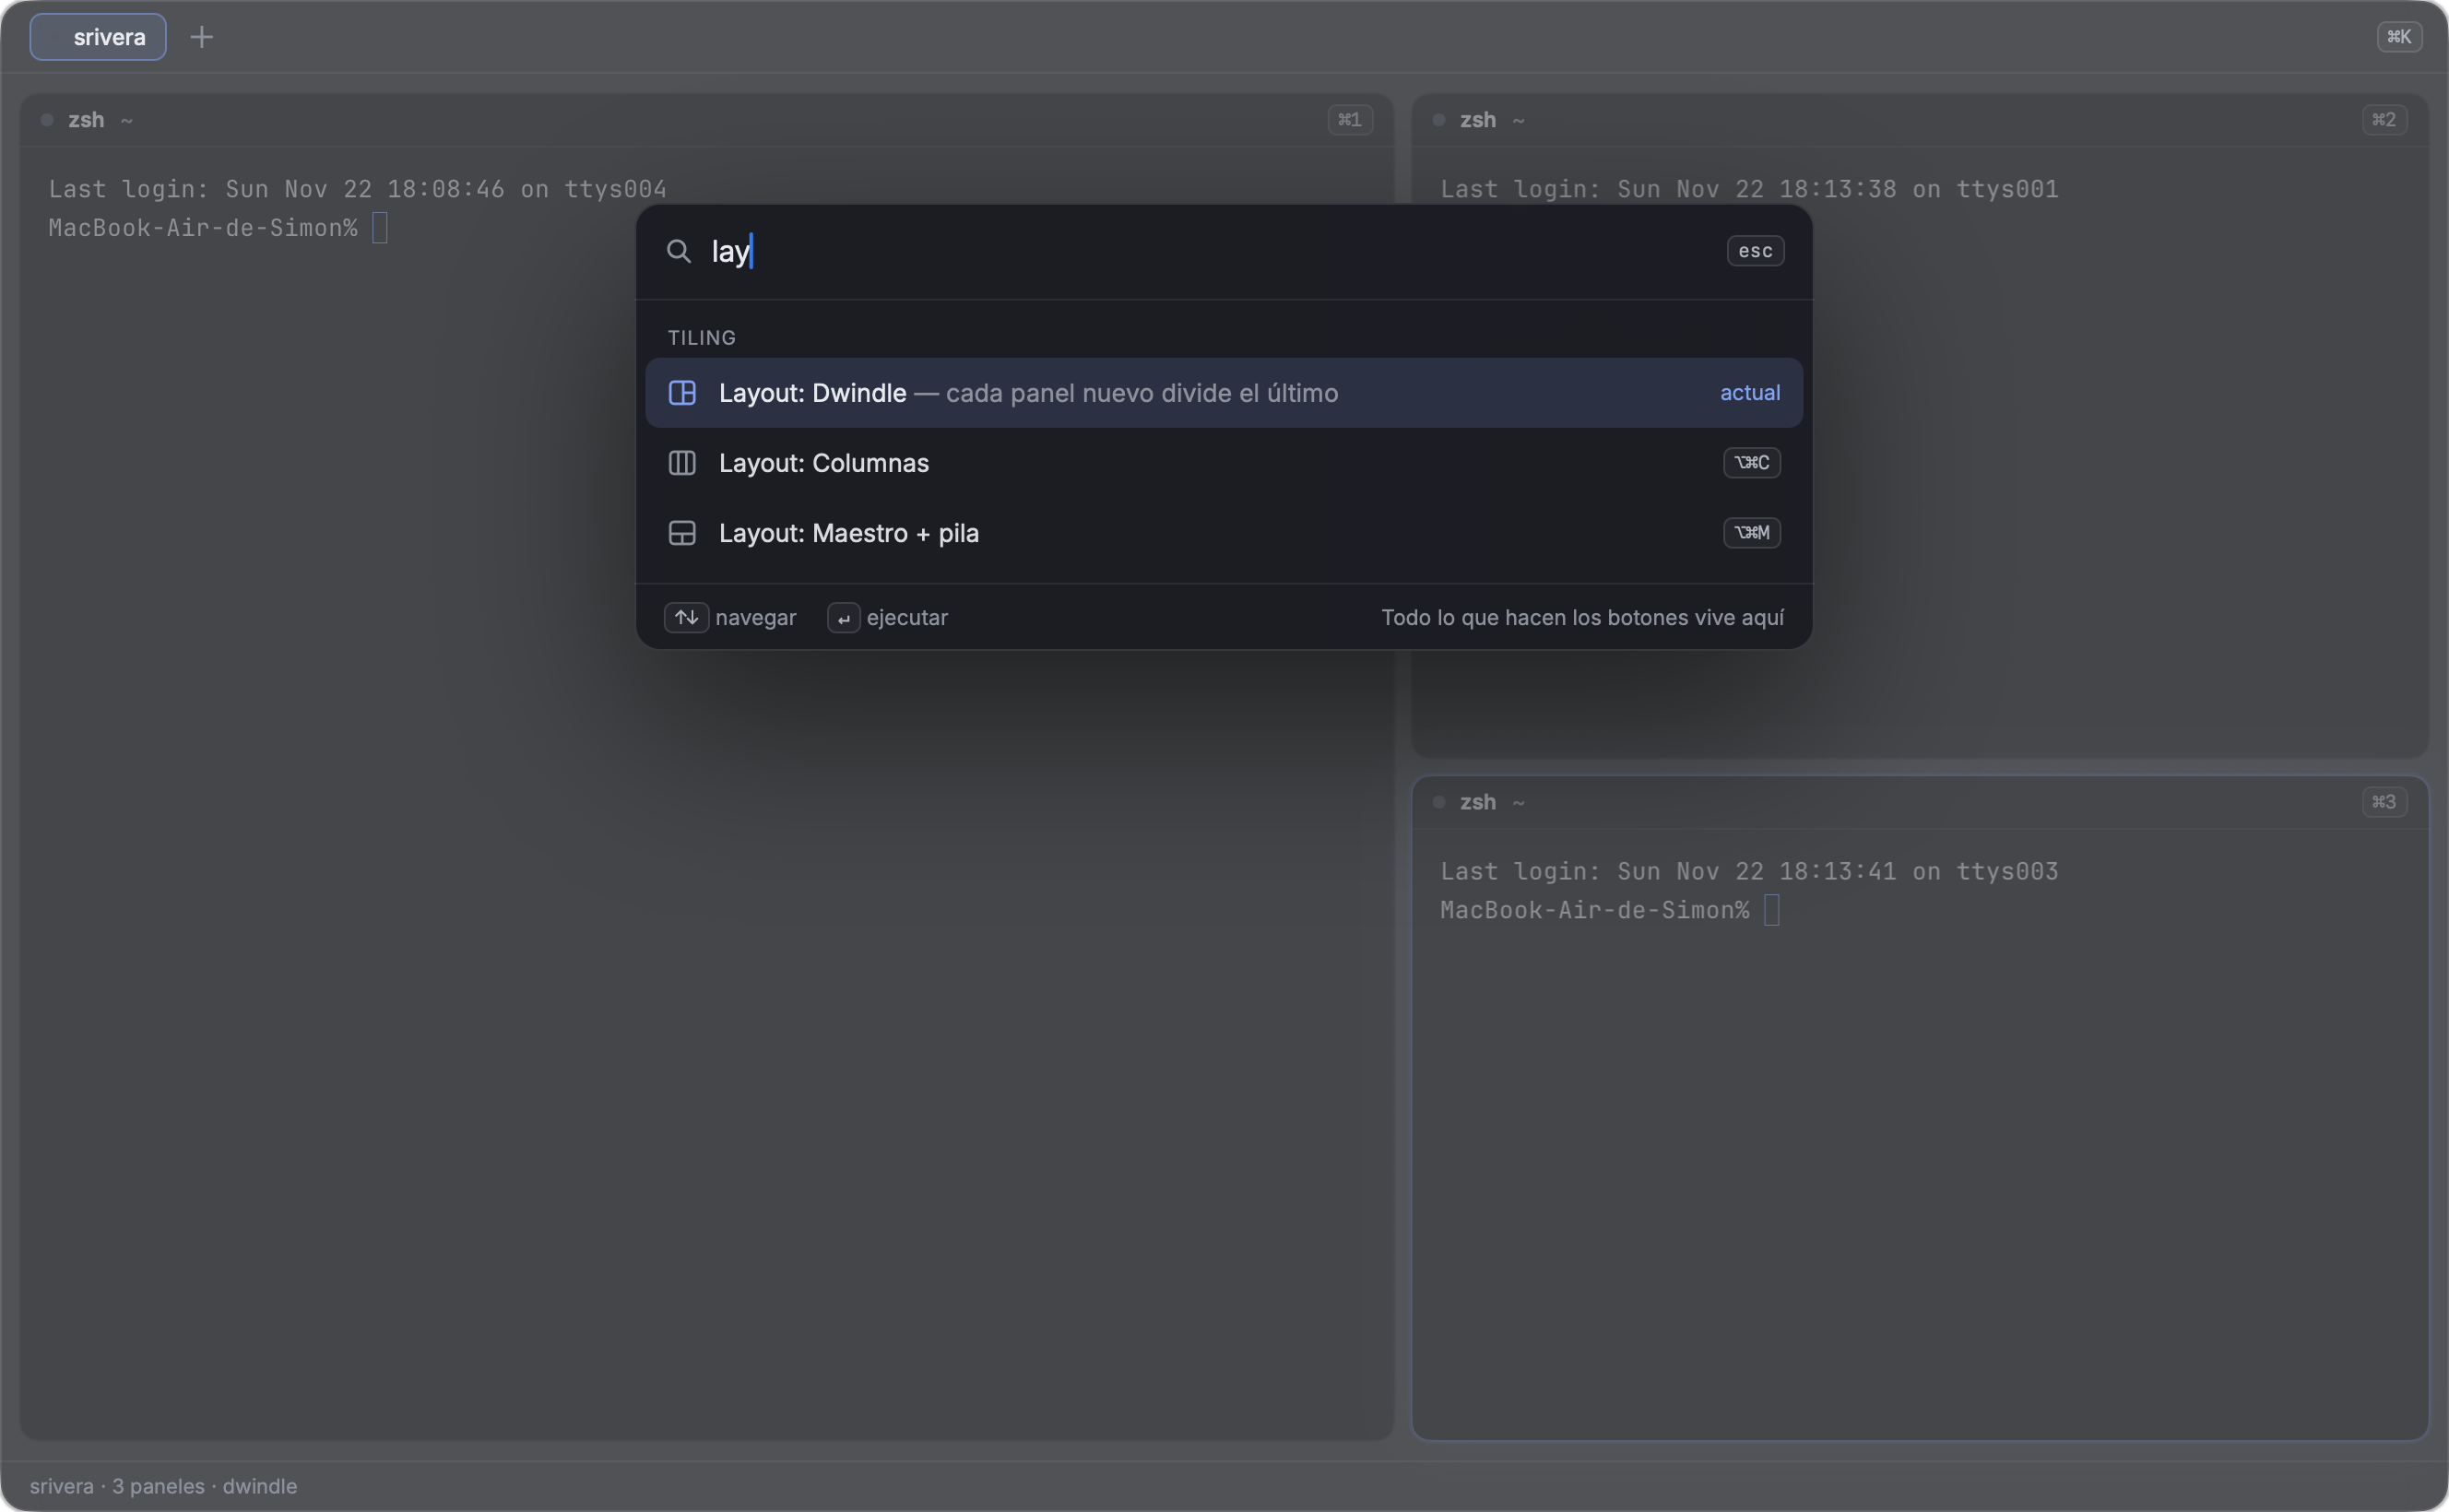 srivera
⌘K
zsh ~ ⌘1
Last login: Sun Nov 22 18:08:46 on ttys004
MacBook-Air-de-Simon%
zsh ~ ⌘2
Last login: Sun Nov 22 18:13:38 on ttys001
lay
esc
TILING
Layout: Dwindle — cada panel nuevo divide el último actual
Layout: Columnas ⌥⌘C
Layout: Maestro + pila ⌥⌘M
↑↓ navegar ↵ ejecutar Todo lo que hacen los botones vive aquí
zsh ~ ⌘3
Last login: Sun Nov 22 18:13:41 on ttys003
MacBook-Air-de-Simon%
srivera · 3 paneles · dwindle